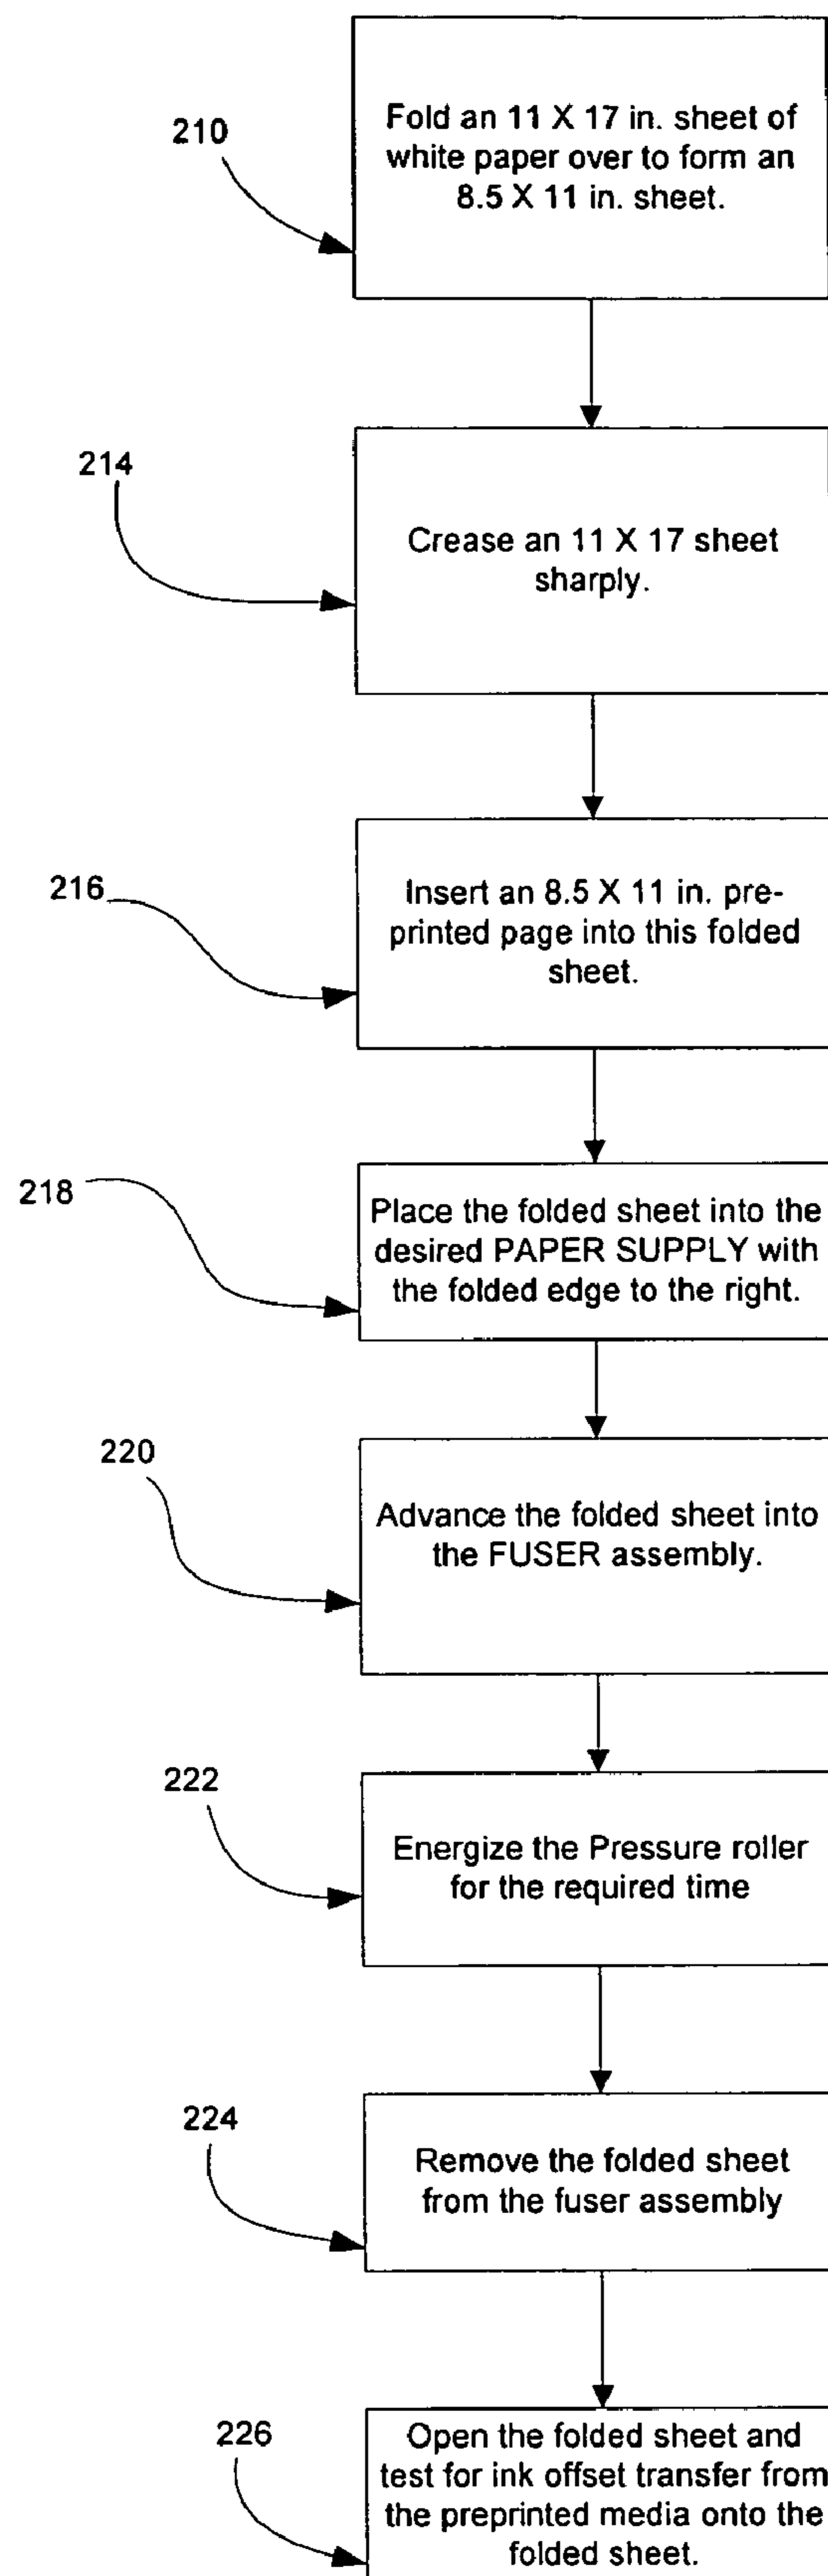 210
Fold an 11 X 17 in. sheet of
white paper over to form an
8.5 X 11 in. sheet.
214
Crease an 11 X 17 sheet
sharply.
216
Insert an 8.5 X 11 in. pre-
printed page into this folded
sheet.
218
Place the folded sheet into the
desired PAPER SUPPLY with
the folded edge to the right.
220
Advance the folded sheet into
the FUSER assembly.
222
Energize the Pressure roller
for the required time
224
Remove the folded sheet
from the fuser assembly
226
Open the folded sheet and
test for ink offset transfer from
the preprinted media onto the
folded sheet.